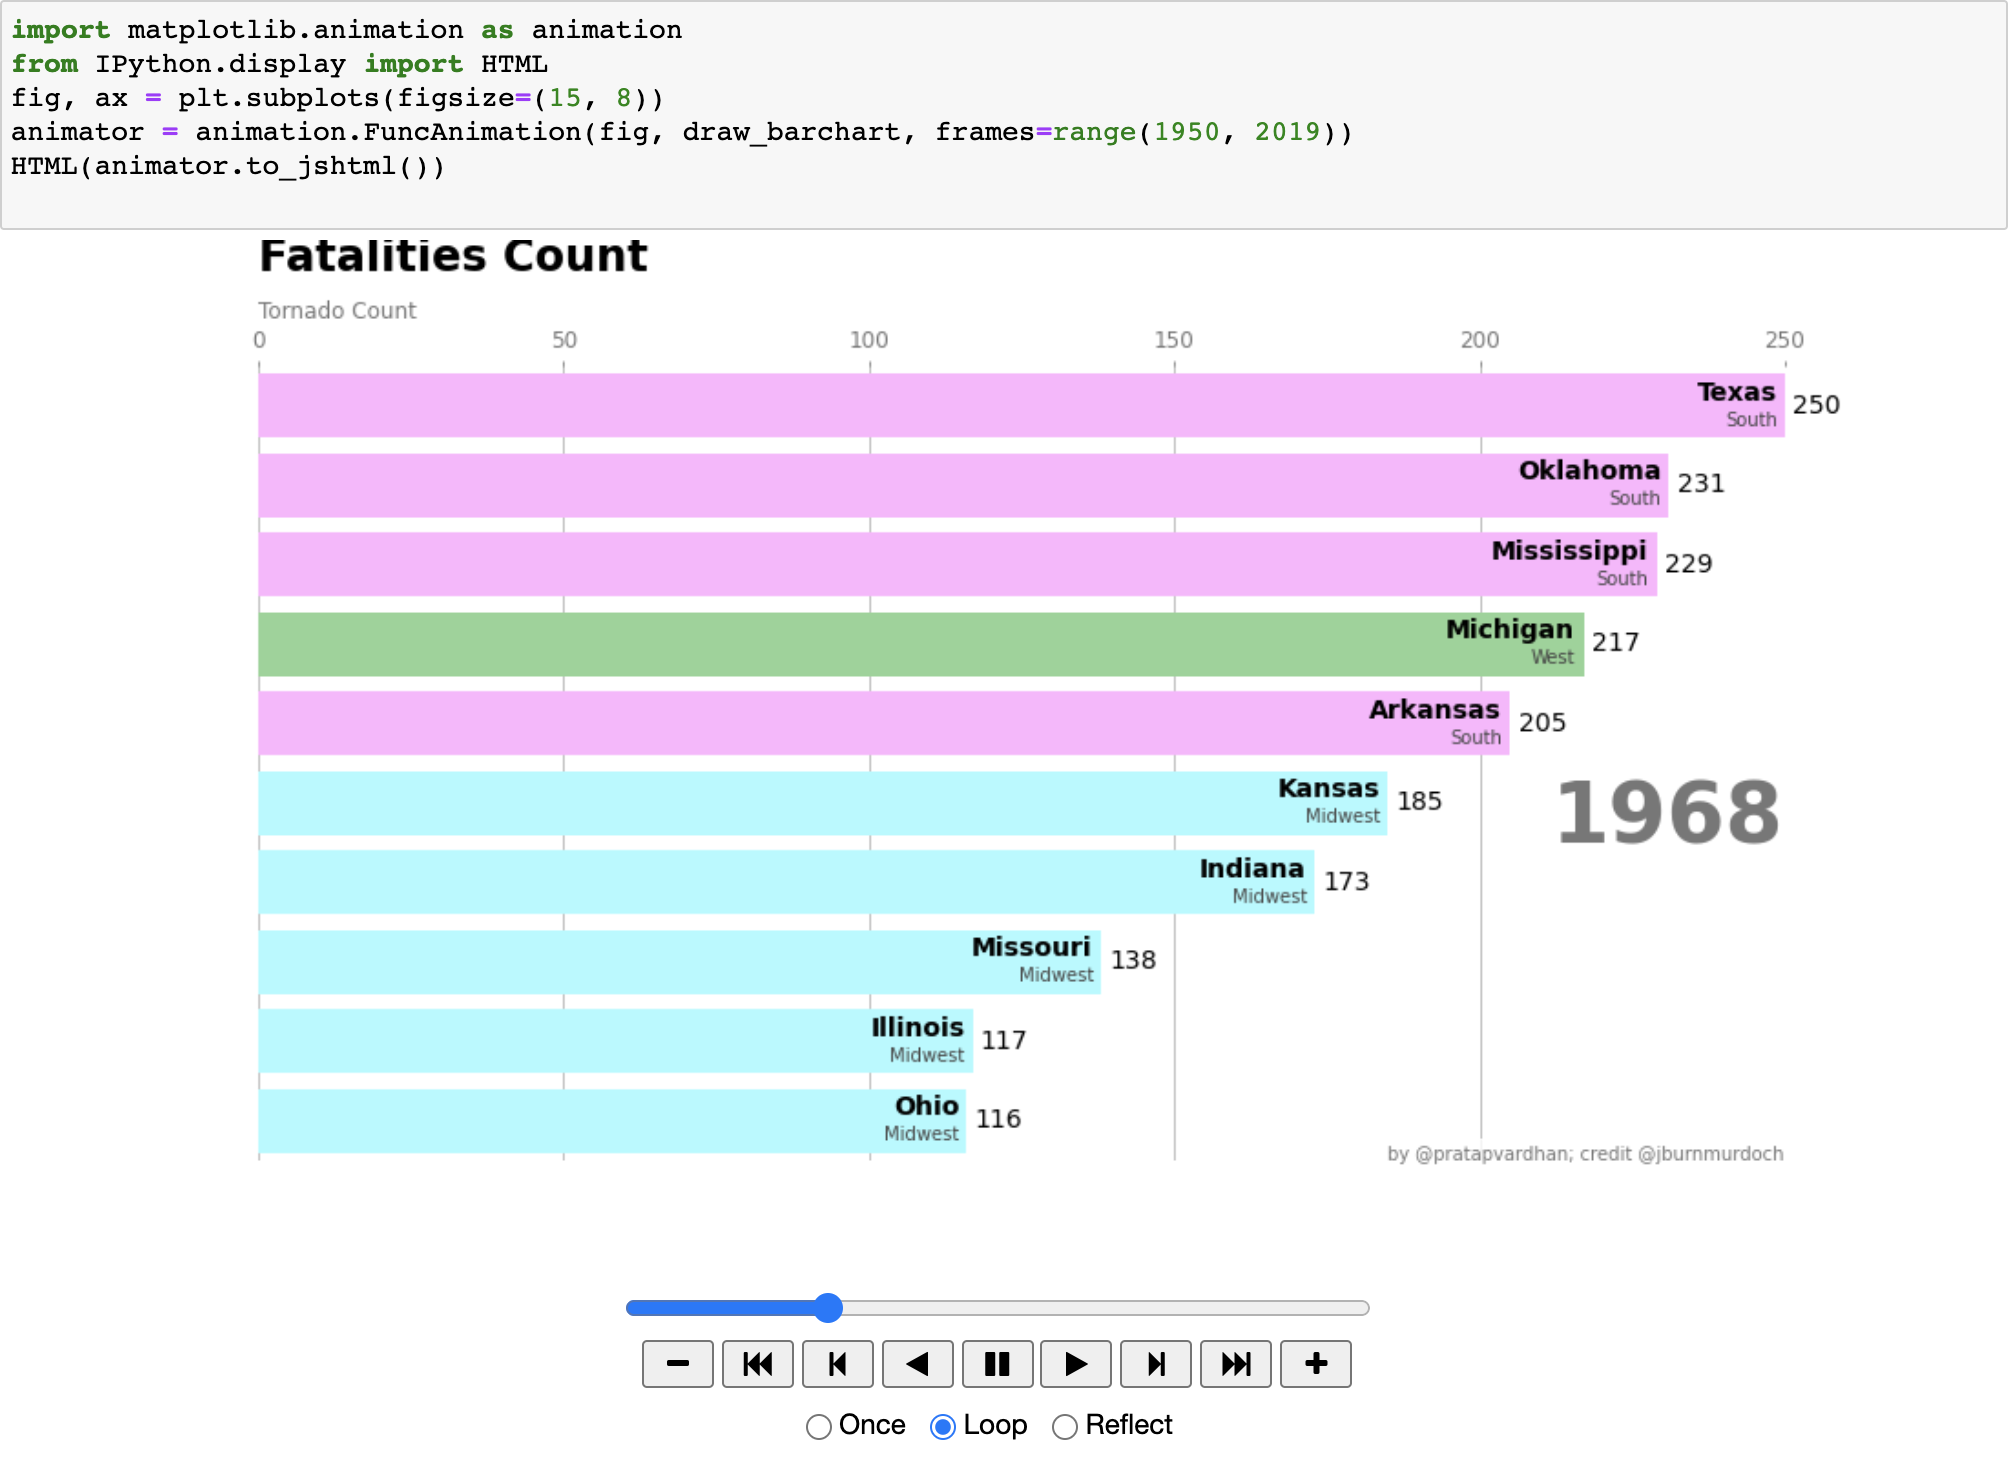 import matplotlib.animation as animation
from IPython.display import HTML
fig, ax = plt.subplots(figsize=(15, 8))
animator = animation.FuncAnimation(fig, draw_barchart, frames=range(1950, 2019))
HTML(animator.to_jshtml())
Fatalities Count
Tornado Count
0 50 100 150 200 250
Texas 250
South
Oklahoma 231
South
Mississippi 229
South
Michigan 217
West
Arkansas 205
South
Kansas 185
Midwest
1968
Indiana 173
Midwest
Missouri 138
Midwest
Illinois 117
Midwest
Ohio 116
Midwest
by @pratapvardhan; credit @jburnmurdoch
Once Loop Reflect